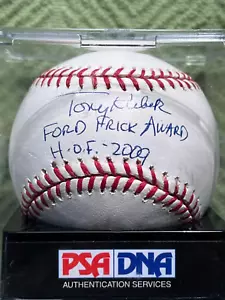 Tony Kubek
FORD FRICK AWARD
H.O.F.-2009
PSA DNA
AUTHENTICATION SERVICES